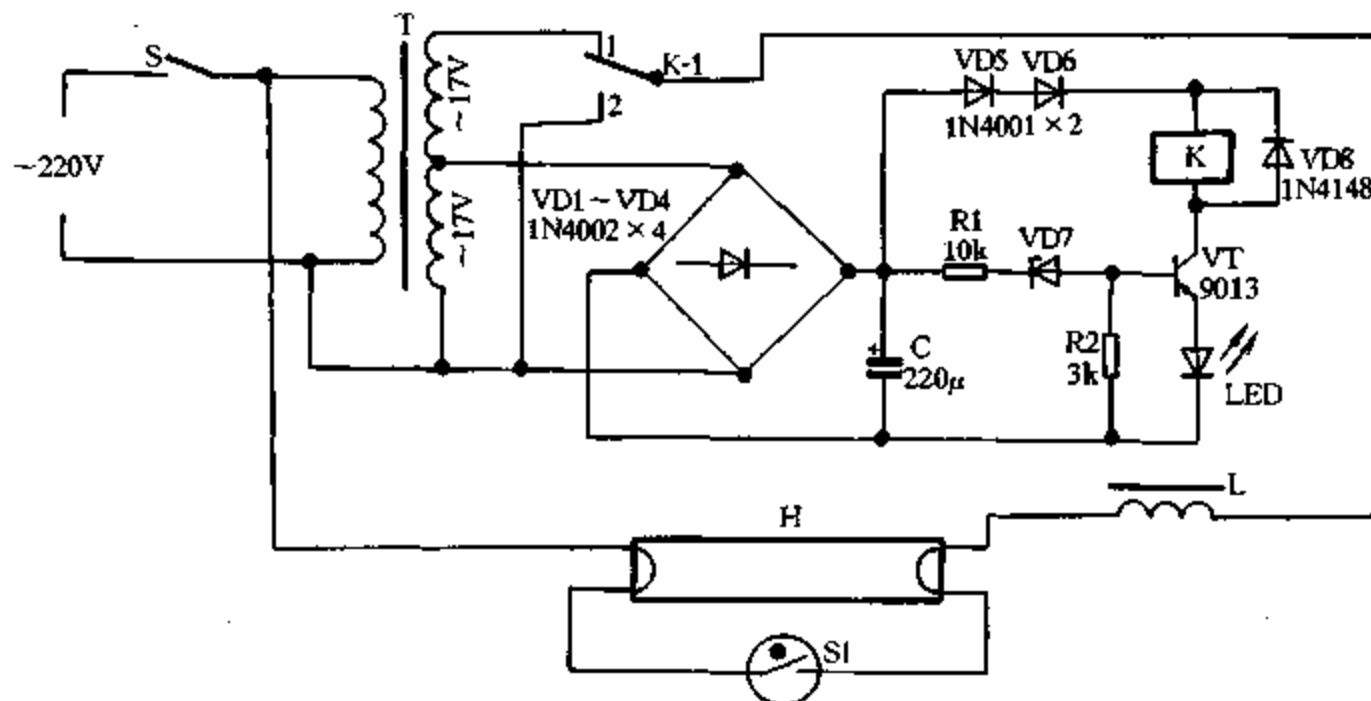 S
T
~17V
~17V
1
K-1
2
~220V
VD1~VD4
1N4002×4
VD5 VD6
1N4001×2
K
VD8
1N4148
R1
10k
VD7
VT
9013
C
+
220μ
R2
3k
LED
L
H
S1